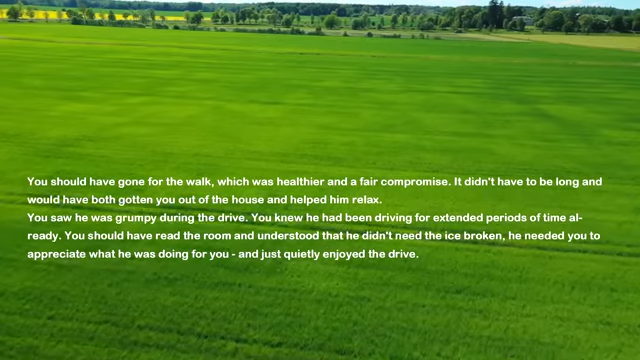 You should have gone for the walk, which was healthier and a fair compromise. It didn't have to be long and
would have both gotten you out of the house and helped him relax.
You saw he was grumpy during the drive. You knew he had been driving for extended periods of time al-
ready. You should have read the room and understood that he didn't need the ice broken, he needed you to
appreciate what he was doing for you - and just quietly enjoyed the drive.